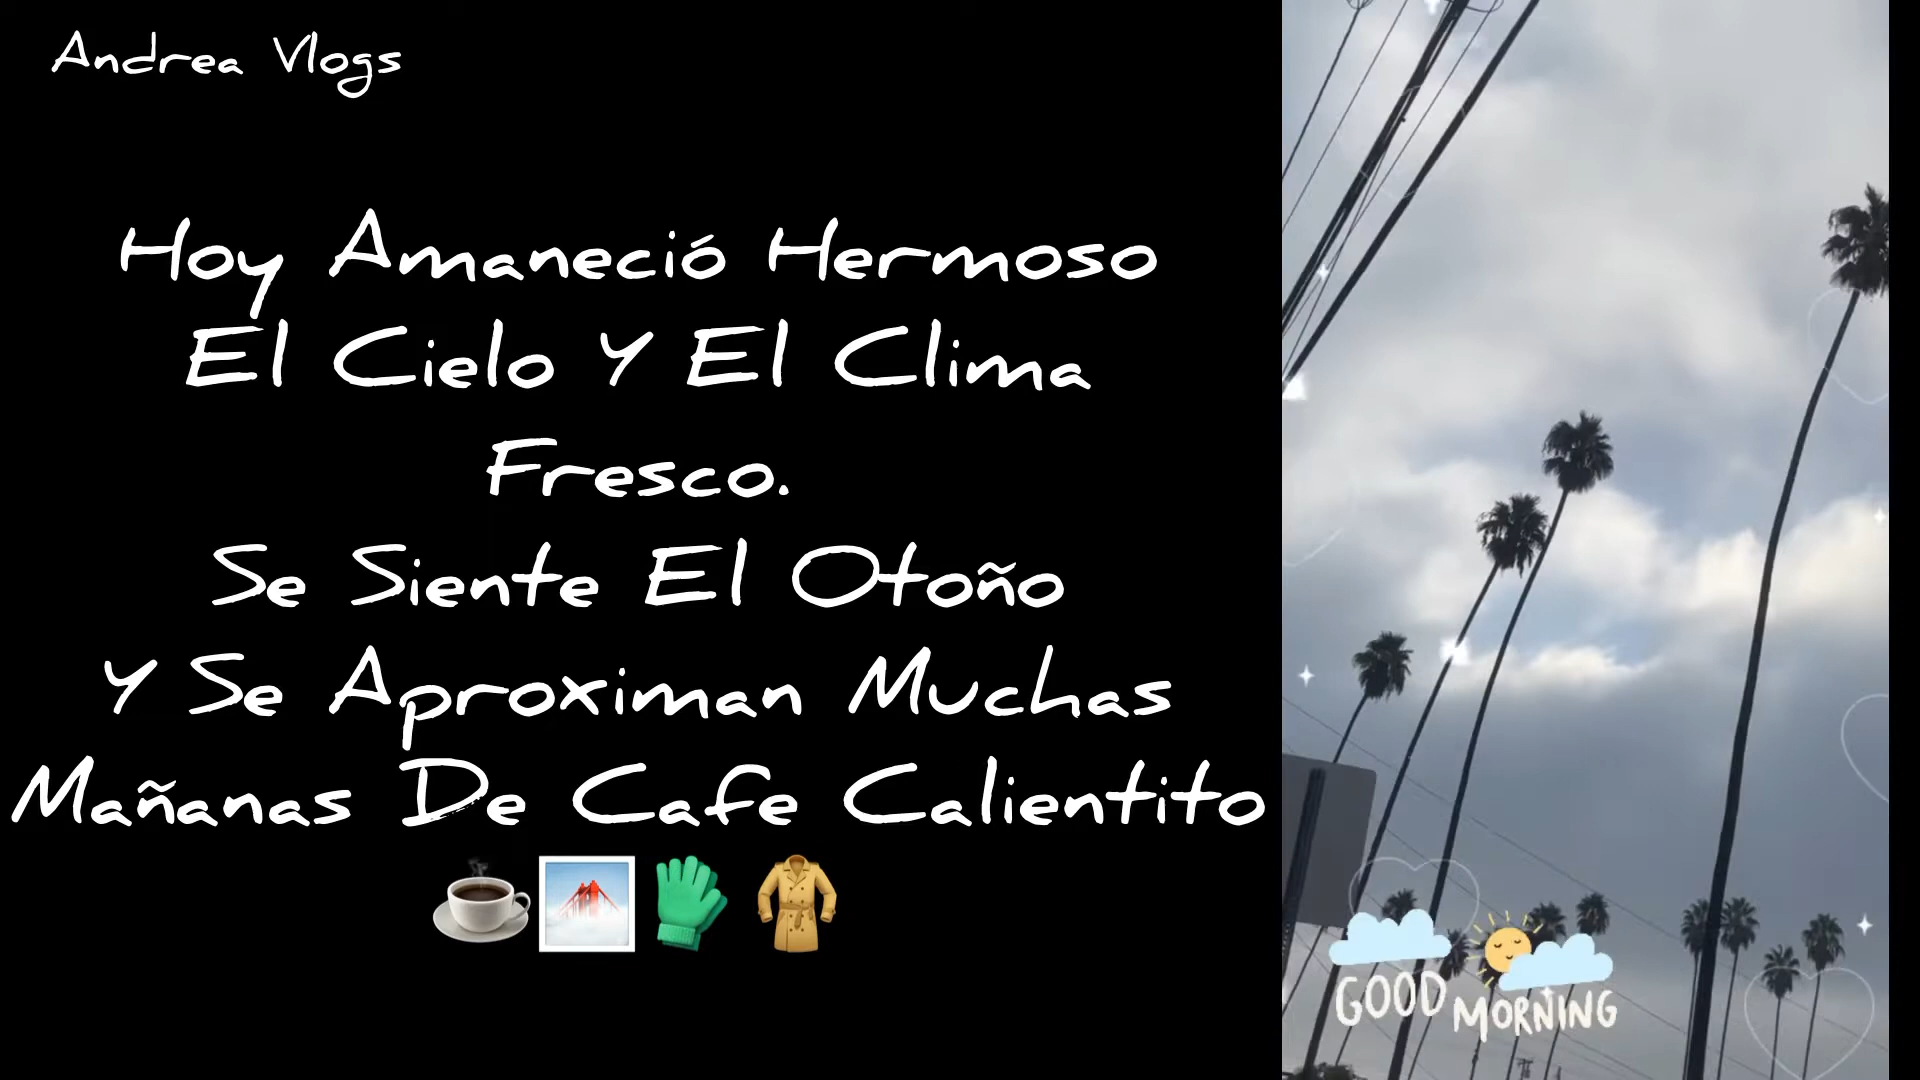 Andrea Vlogs
Hoy Amaneció Hermoso
El Cielo Y El Clima
Fresco.
Se Siente El Otoño
Y Se Aproximan Muchas
Mañanas De Cafe Calientito
GOOD MORNING